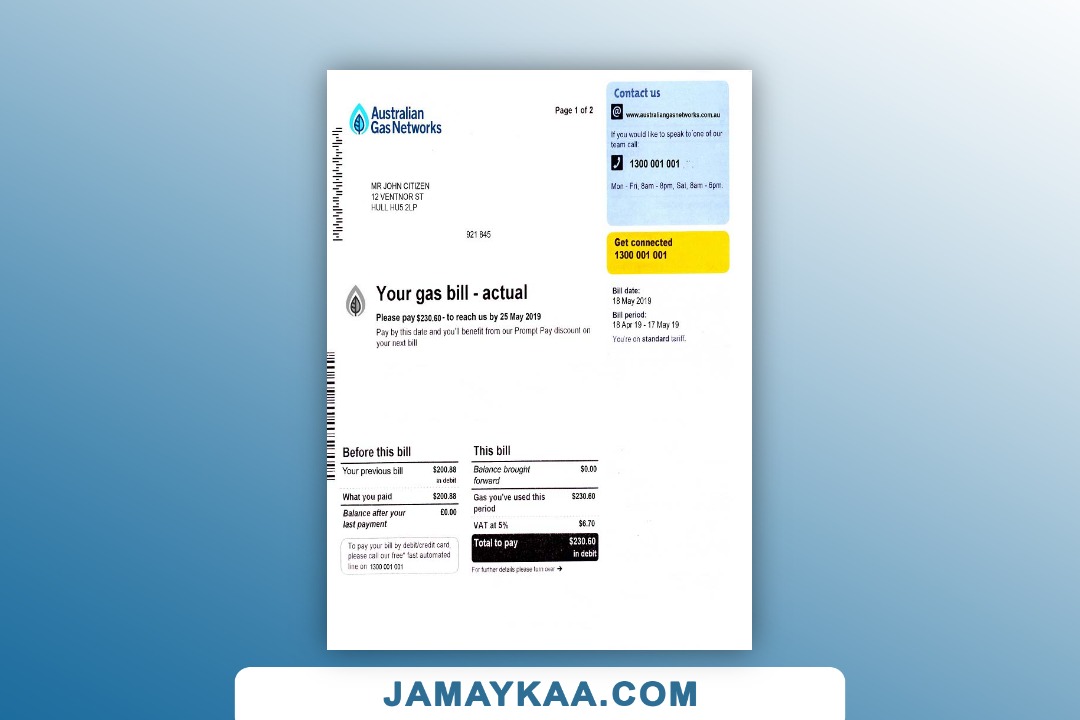 Australian
Gas Networks
Page 1 of 2
Contact us
www.australiangasnetworks.com.au
If you would like to speak to one of our
team call:
1300 001 001
Mon - Fri, 8am - 8pm, Sat, 8am - 6pm.
MR JOHN CITIZEN
12 VENTNOR ST
HULL HU5 2LP
921 845
Get connected
1300 001 001
Your gas bill - actual
Please pay $230.60 - to reach us by 25 May 2019
Pay by this date and you'll benefit from our Prompt Pay discount on
your next bill
Bill date:
18 May 2019
Bill period:
18 Apr 19 - 17 May 19
You're on standard tariff.
Before this bill
Your previous bill $200.88
in debit
What you paid $200.88
Balance after your £0.00
last payment
To pay your bill by debit/credit card,
please call our free* fast automated
line on 1300 001 001
This bill
Balance brought $0.00
forward
Gas you've used this $230.60
period
VAT at 5% $6.70
Total to pay $230.60
in debit
For further details please turn over
JAMAYKAA.COM